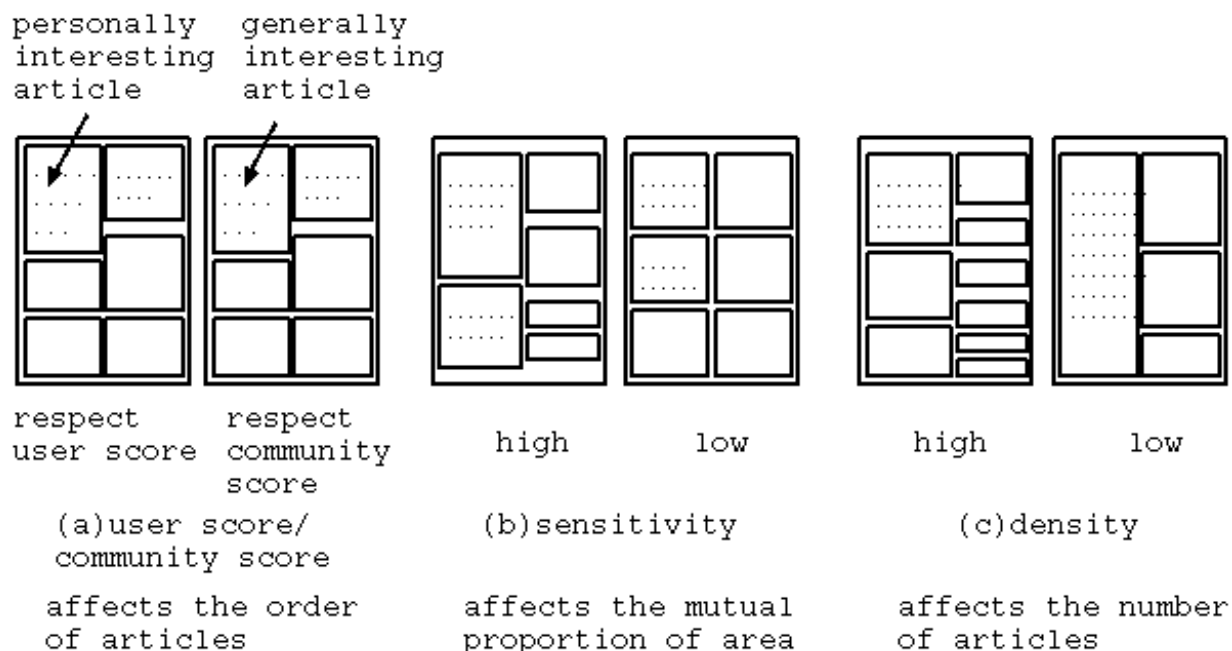 personally
interesting
article
generally
interesting
article
respect
user score
respect
community
score
high
low
high
low
(a)user score/
community score
(b)sensitivity
(c)density
affects the order
of articles
affects the mutual
proportion of area
affects the number
of articles